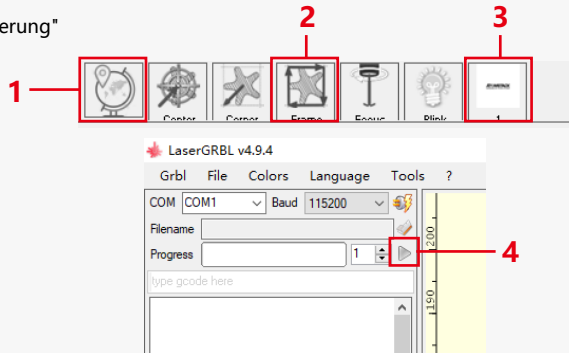 erung"
2
3
1
Center
Corner
Frame
Focus
Blink
1
LaserGRBL v4.9.4
Grbl File Colors Language Tools ?
COM COM1 Baud 115200
Filename
200
Progress 1
4
type gcode here
190